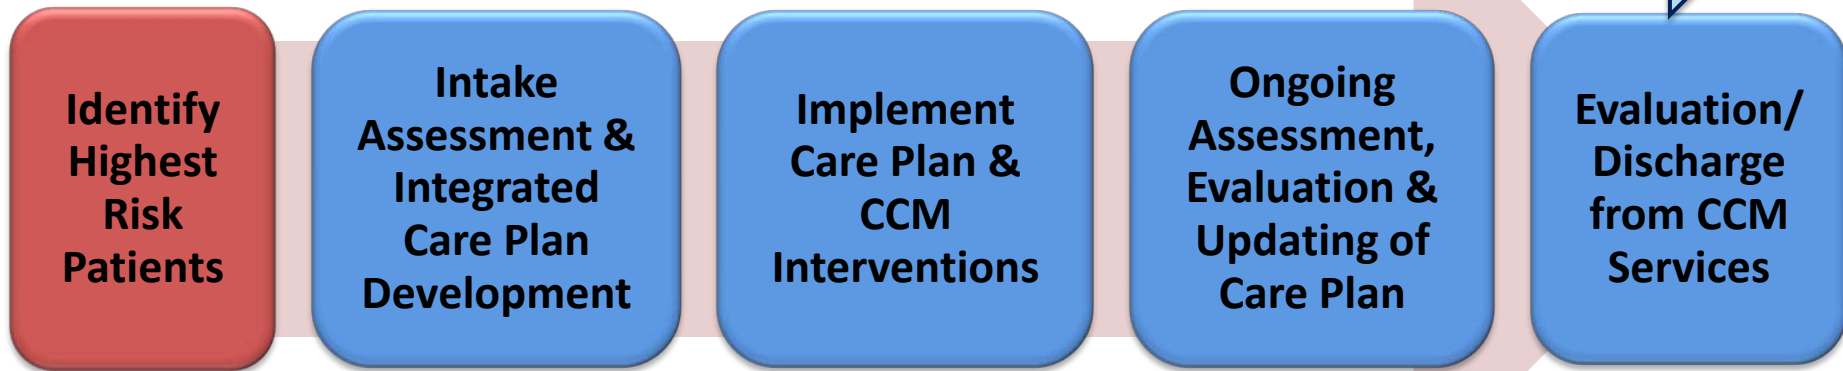 Identify
Highest
Risk
Patients
Intake
Assessment &
Integrated
Care Plan
Development
Implement
Care Plan &
CCM
Interventions
Ongoing
Assessment,
Evaluation &
Updating of
Care Plan
Evaluation/
Discharge
from CCM
Services